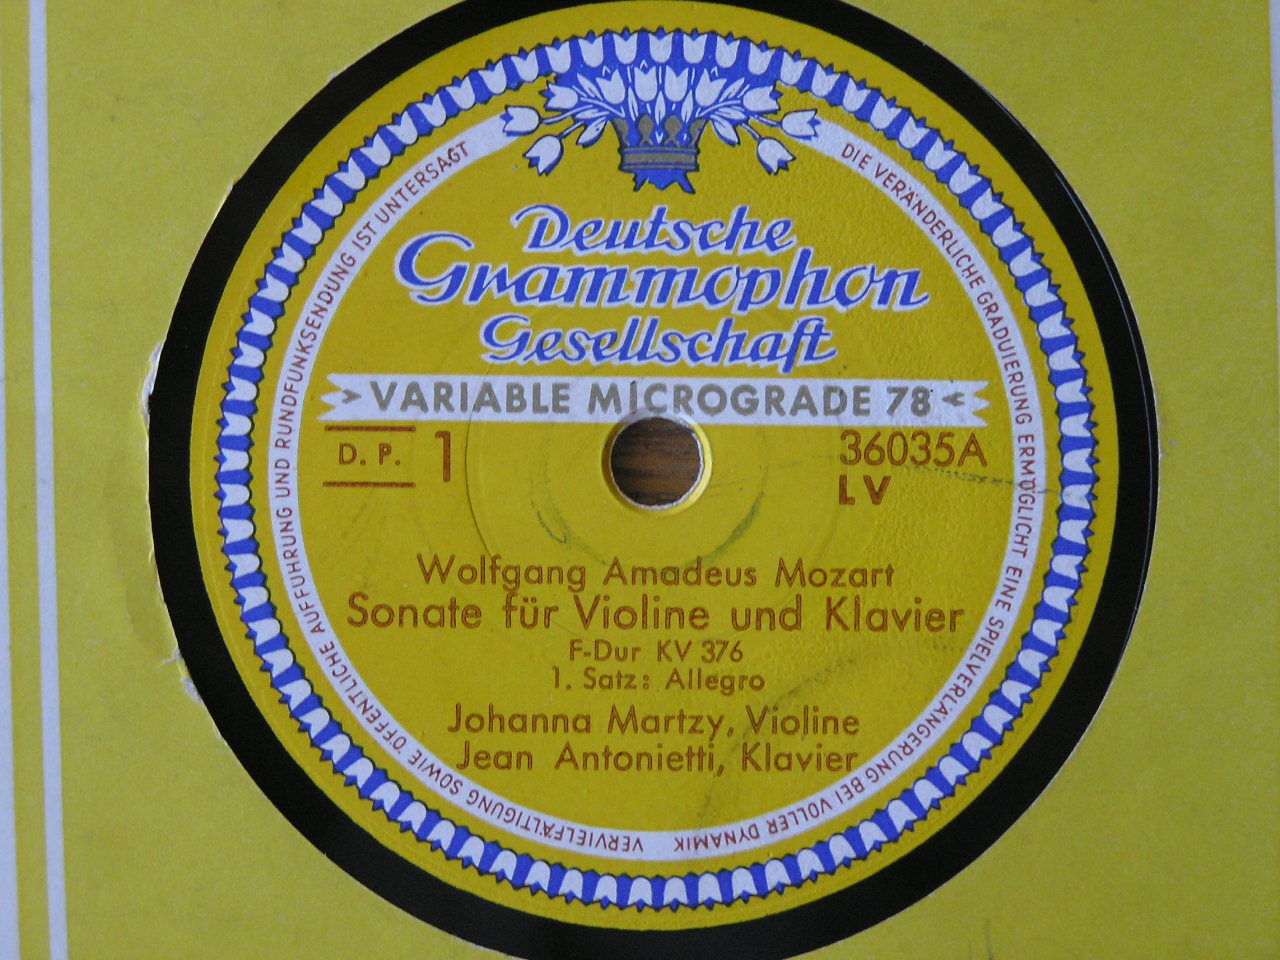 Deutsche
Grammophon
Gesellschaft
VARIABLE MICROGRADE 78
D. P. 1
36035A
LV
Wolfgang Amadeus Mozart
Sonate für Violine und Klavier
F-Dur KV 376
1. Satz: Allegro
Johanna Martzy, Violine
Jean Antonietti, Klavier
DIE VERÄNDERLICHE GRADUIERUNG ERMÖGLICHT EINE SPIELVERLÄNGERUNG BEI VOLLER DYNAMIK
VERVIELFÄLTIGUNG SOWIE ÖFFENTLICHE AUFFÜHRUNG UND RUNDFUNKSENDUNG IST UNTERSAGT